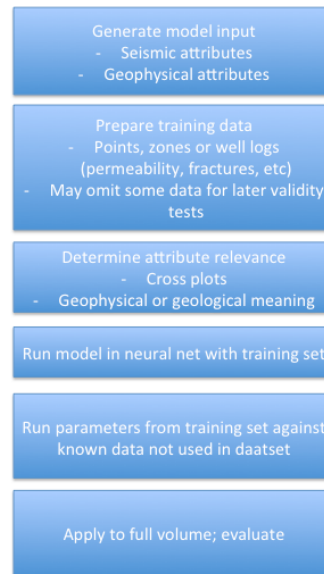 Generate model input
- Seismic attributes
- Geophysical attributes
Prepare training data
- Points, zones or well logs
(permeability, fractures, etc)
- May omit some data for later validity
tests
Determine attribute relevance
- Cross plots
- Geophysical or geological meaning
Run model in neural net with training set
Run parameters from training set against
known data not used in daatset
Apply to full volume; evaluate